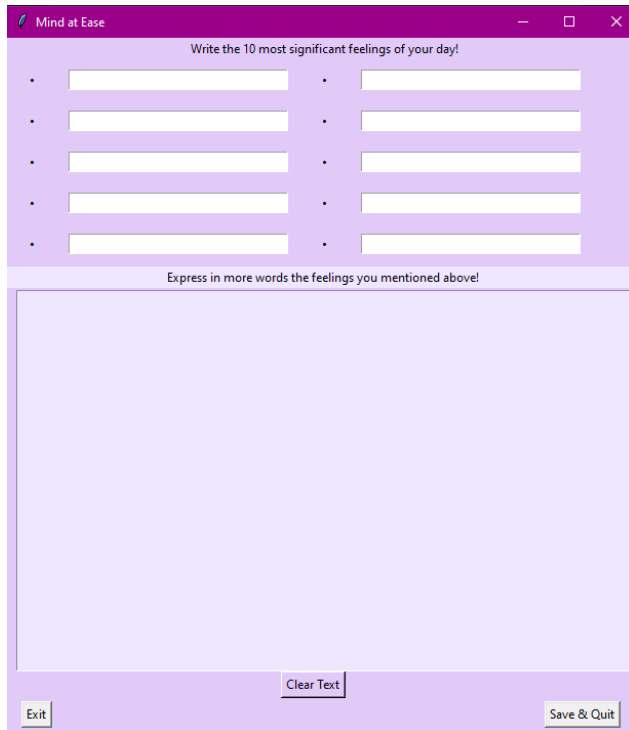 Mind at Ease
Write the 10 most significant feelings of your day!
Express in more words the feelings you mentioned above!
Clear Text
Exit
Save & Quit